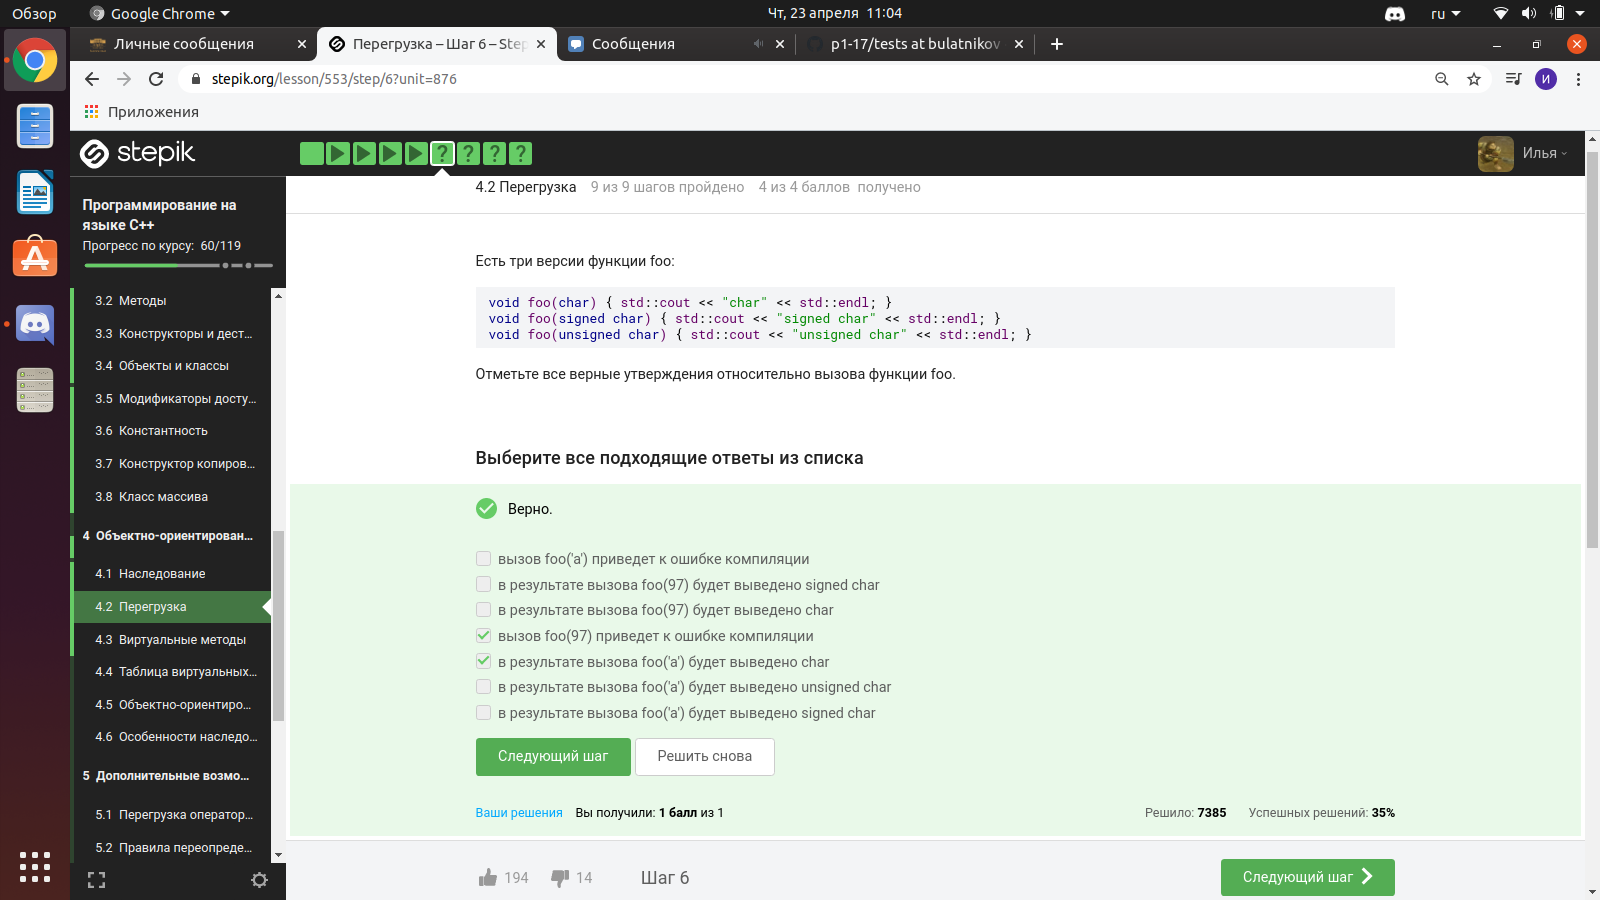 Обзор
Google Chrome
Чт, 23 апреля 11:04
ru
Личные сообщения
Перегрузка – Шаг 6 – Step
Сообщения
p1-17/tests at bulatnikov
stepik.org/lesson/553/step/6?unit=876
И
Приложения
stepik
Илья
4.2 Перегрузка 9 из 9 шагов пройдено 4 из 4 баллов получено
Программирование на
языке C++
Прогресс по курсу: 60/119
3.2 Методы
3.3 Конструкторы и дест...
3.4 Объекты и классы
3.5 Модификаторы досту...
3.6 Константность
3.7 Конструктор копиров...
3.8 Класс массива
4 Объектно-ориентирован...
4.1 Наследование
4.2 Перегрузка
4.3 Виртуальные методы
4.4 Таблица виртуальных...
4.5 Объектно-ориентиро...
4.6 Особенности наследо...
5 Дополнительные возмо...
5.1 Перегрузка оператор...
5.2 Правила переопреде...
Есть три версии функции foo:
void foo(char) { std::cout << "char" << std::endl; }
void foo(signed char) { std::cout << "signed char" << std::endl; }
void foo(unsigned char) { std::cout << "unsigned char" << std::endl; }
Отметьте все верные утверждения относительно вызова функции foo.
Выберите все подходящие ответы из списка
Верно.
вызов foo('a') приведет к ошибке компиляции
в результате вызова foo(97) будет выведено signed char
в результате вызова foo(97) будет выведено char
вызов foo(97) приведет к ошибке компиляции
в результате вызова foo('a') будет выведено char
в результате вызова foo('a') будет выведено unsigned char
в результате вызова foo('a') будет выведено signed char
Следующий шаг
Решить снова
Ваши решения Вы получили: 1 балл из 1
Решило: 7385 Успешных решений: 35%
194 14 Шаг 6
Следующий шаг